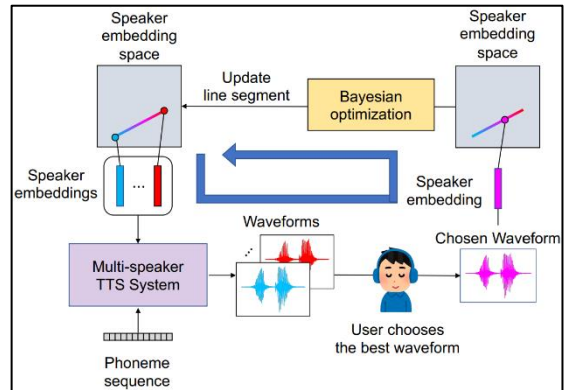 Speaker
embedding
space
Speaker
embedding
space
Update
line segment
Bayesian
optimization
Speaker
embeddings
...
Speaker
embedding
Waveforms
Chosen Waveform
...
Multi-speaker
TTS System
User chooses
the best waveform
Phoneme
sequence